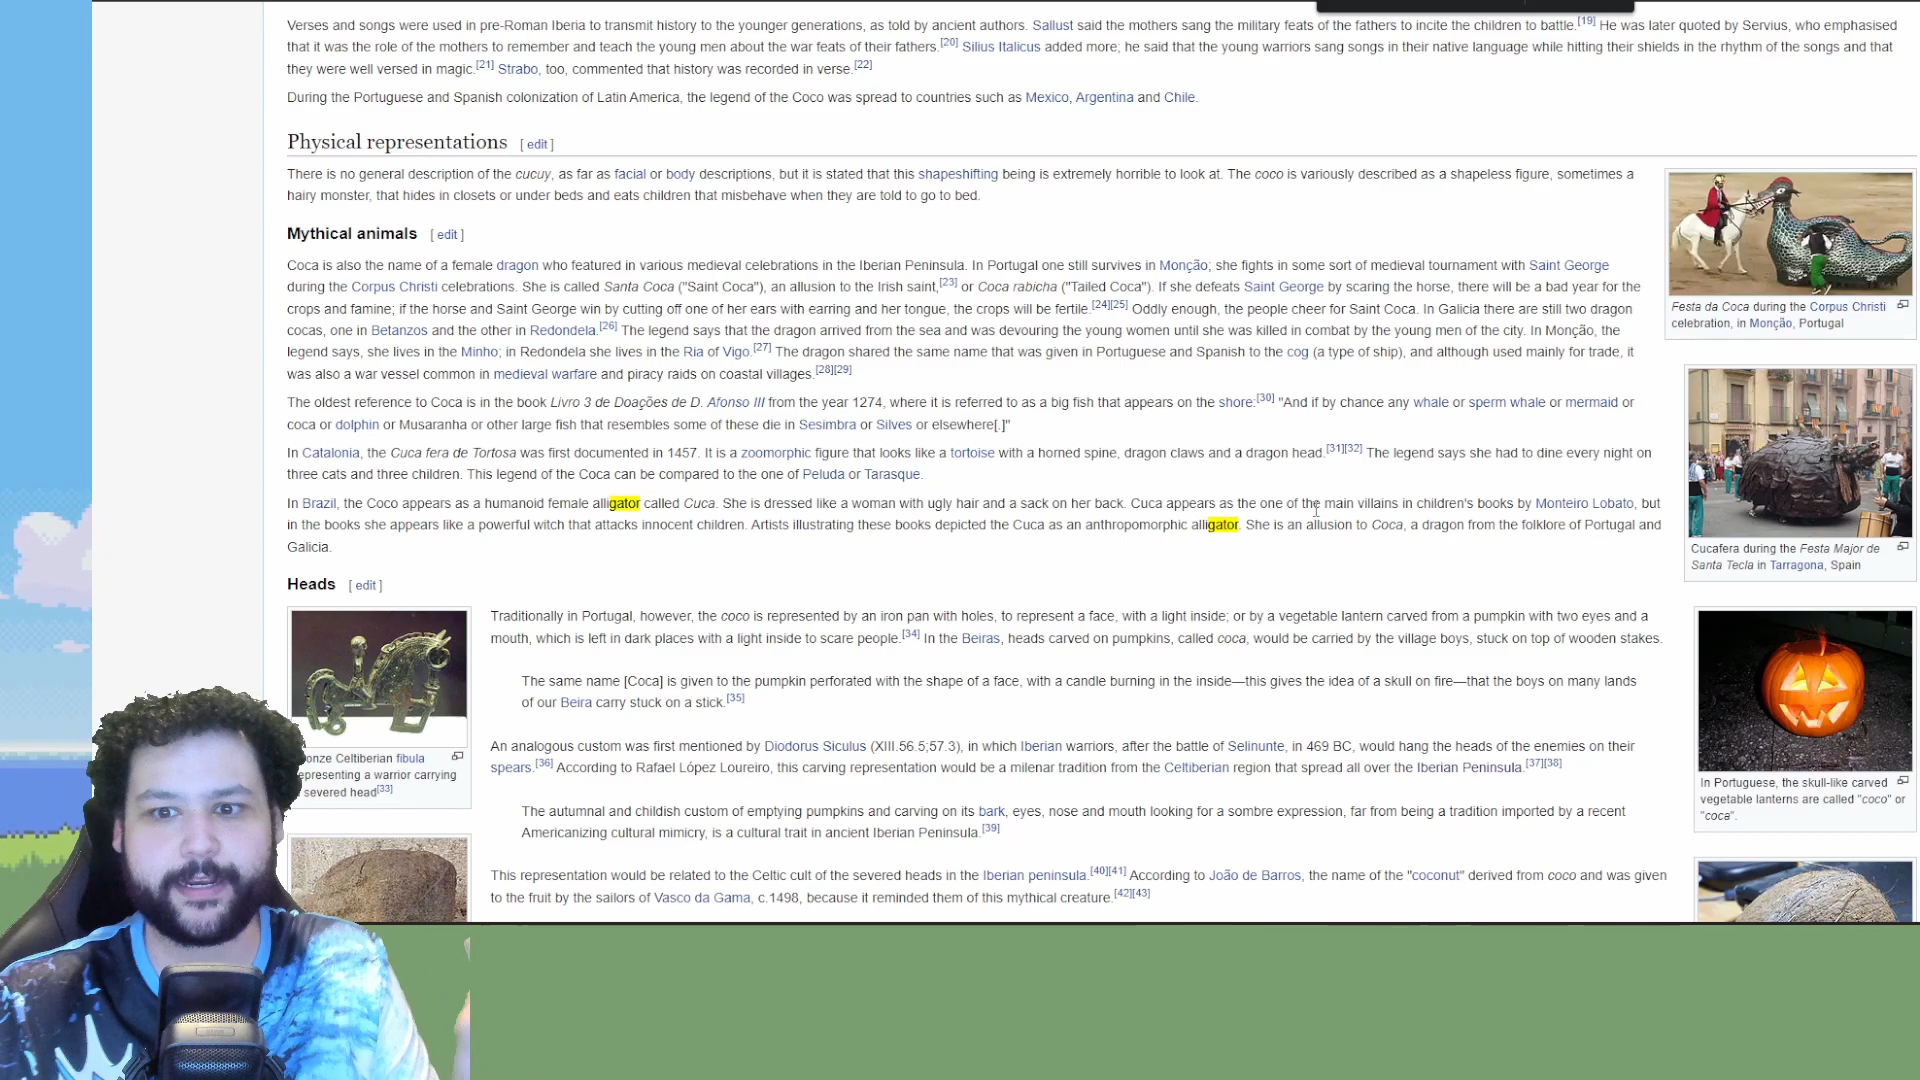 Verses and songs were used in pre-Roman Iberia to transmit history to the younger generations, as told by ancient authors. Sallust said the mothers sang the military feats of the fathers to incite the children to battle.[19] He was later quoted by Servius, who emphasised
that it was the role of the mothers to remember and teach the young men about the war feats of their fathers.[20] Silius Italicus added more; he said that the young warriors sang songs in their native language while hitting their shields in the rhythm of the songs and that
they were well versed in magic.[21] Strabo, too, commented that history was recorded in verse.[22]
During the Portuguese and Spanish colonization of Latin America, the legend of the Coco was spread to countries such as Mexico, Argentina and Chile.
Physical representations [ edit ]
There is no general description of the cucuy, as far as facial or body descriptions, but it is stated that this shapeshifting being is extremely horrible to look at. The coco is variously described as a shapeless figure, sometimes a
hairy monster, that hides in closets or under beds and eats children that misbehave when they are told to go to bed.
Mythical animals [ edit ]
Coca is also the name of a female dragon who featured in various medieval celebrations in the Iberian Peninsula. In Portugal one still survives in Monção; she fights in some sort of medieval tournament with Saint George
during the Corpus Christi celebrations. She is called Santa Coca ("Saint Coca"), an allusion to the Irish saint,[23] or Coca rabicha ("Tailed Coca"). If she defeats Saint George by scaring the horse, there will be a bad year for the
crops and famine; if the horse and Saint George win by cutting off one of her ears with earring and her tongue, the crops will be fertile.[24][25] Oddly enough, the people cheer for Saint Coca. In Galicia there are still two dragon
cocas, one in Betanzos and the other in Redondela.[26] The legend says that the dragon arrived from the sea and was devouring the young women until she was killed in combat by the young men of the city. In Monção, the
legend says, she lives in the Minho; in Redondela she lives in the Ria of Vigo.[27] The dragon shared the same name that was given in Portuguese and Spanish to the cog (a type of ship), and although used mainly for trade, it
was also a war vessel common in medieval warfare and piracy raids on coastal villages.[28][29]
The oldest reference to Coca is in the book Livro 3 de Doações de D. Afonso III from the year 1274, where it is referred to as a big fish that appears on the shore:[30] "And if by chance any whale or sperm whale or mermaid or
coca or dolphin or Musaranha or other large fish that resembles some of these die in Sesimbra or Silves or elsewhere[.]"
In Catalonia, the Cuca fera de Tortosa was first documented in 1457. It is a zoomorphic figure that looks like a tortoise with a horned spine, dragon claws and a dragon head.[31][32] The legend says she had to dine every night on
three cats and three children. This legend of the Coca can be compared to the one of Peluda or Tarasque.
In Brazil, the Coco appears as a humanoid female alligator called Cuca. She is dressed like a woman with ugly hair and a sack on her back. Cuca appears as the one of the main villains in children's books by Monteiro Lobato, but
in the books she appears like a powerful witch that attacks innocent children. Artists illustrating these books depicted the Cuca as an anthropomorphic alligator. She is an allusion to Coca, a dragon from the folklore of Portugal and
Galicia.
Festa da Coca during the Corpus Christi
celebration, in Monção, Portugal
Cucafera during the Festa Major de
Santa Tecla in Tarragona, Spain
Heads [ edit ]
onze Celtiberian fibula
epresenting a warrior carrying
severed head[33]
Traditionally in Portugal, however, the coco is represented by an iron pan with holes, to represent a face, with a light inside; or by a vegetable lantern carved from a pumpkin with two eyes and a
mouth, which is left in dark places with a light inside to scare people.[34] In the Beiras, heads carved on pumpkins, called coca, would be carried by the village boys, stuck on top of wooden stakes.
The same name [Coca] is given to the pumpkin perforated with the shape of a face, with a candle burning in the inside—this gives the idea of a skull on fire—that the boys on many lands
of our Beira carry stuck on a stick.[35]
An analogous custom was first mentioned by Diodorus Siculus (XIII.56.5;57.3), in which Iberian warriors, after the battle of Selinunte, in 469 BC, would hang the heads of the enemies on their
spears.[36] According to Rafael López Loureiro, this carving representation would be a milenar tradition from the Celtiberian region that spread all over the Iberian Peninsula.[37][38]
The autumnal and childish custom of emptying pumpkins and carving on its bark, eyes, nose and mouth looking for a sombre expression, far from being a tradition imported by a recent
Americanizing cultural mimicry, is a cultural trait in ancient Iberian Peninsula.[39]
This representation would be related to the Celtic cult of the severed heads in the Iberian peninsula.[40][41] According to João de Barros, the name of the "coconut" derived from coco and was given
to the fruit by the sailors of Vasco da Gama, c.1498, because it reminded them of this mythical creature.[42][43]
In Portuguese, the skull-like carved
vegetable lanterns are called "coco" or
"coca".